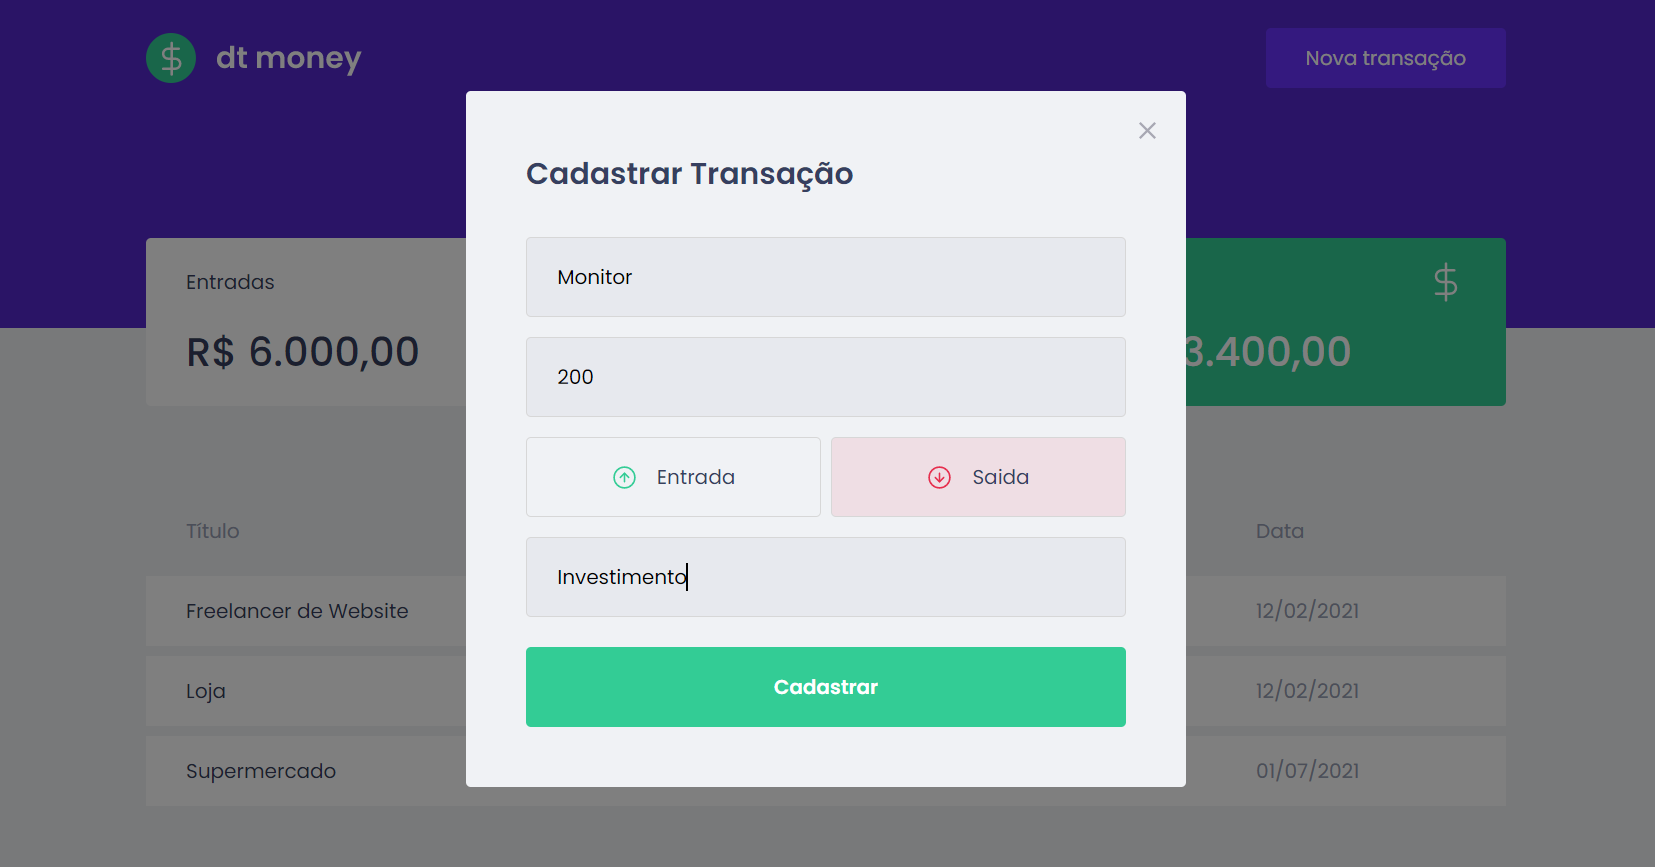 dt money
Nova transação
Cadastrar Transação
Monitor
200
Entrada
Saida
Investimento
Cadastrar
Entradas
R$ 6.000,00
$
3.400,00
Título
Data
Freelancer de Website
12/02/2021
Loja
12/02/2021
Supermercado
01/07/2021